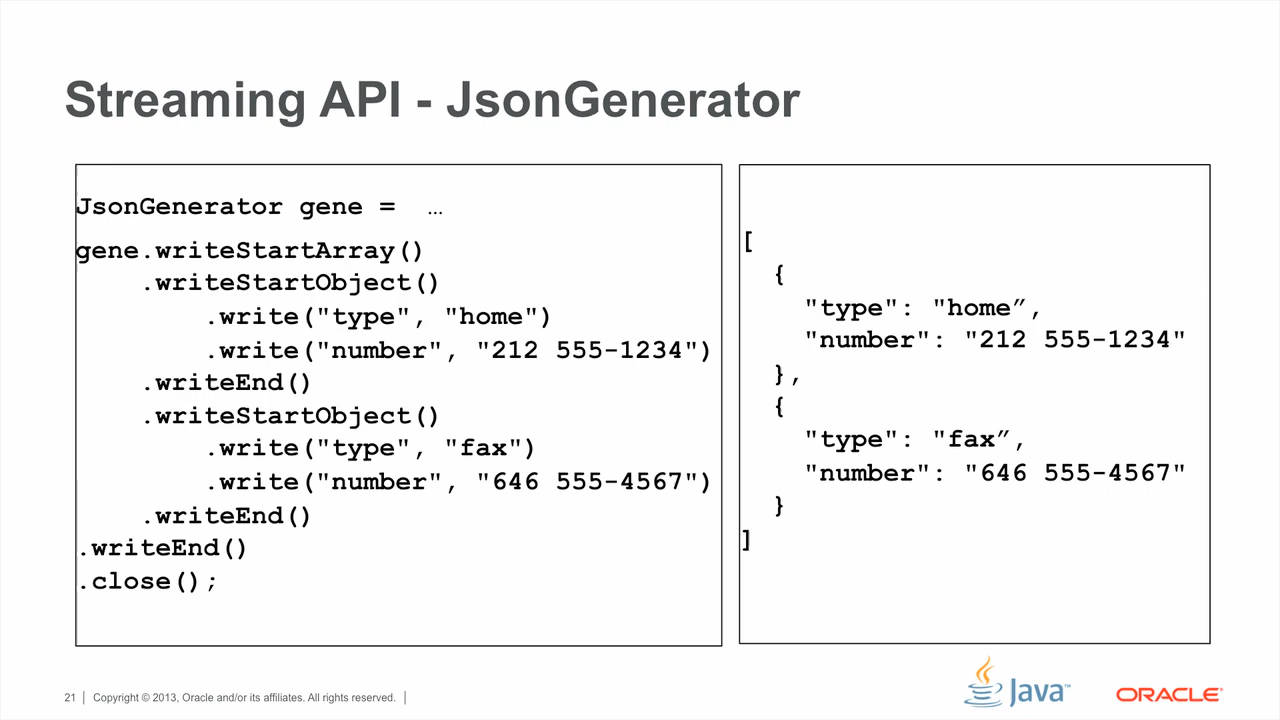 Streaming API - JsonGenerator
JsonGenerator gene =  …
gene.writeStartArray()
    .writeStartObject()
        .write("type", "home")
        .write("number", "212 555-1234")
    .writeEnd()
    .writeStartObject()
        .write("type", "fax")
        .write("number", "646 555-4567")
    .writeEnd()
.writeEnd()
.close();
[
  {
    "type": "home”,
    "number": "212 555-1234"
  },
  {
    "type": "fax”,
    "number": "646 555-4567"
  }
]
21 | Copyright © 2013, Oracle and/or its affiliates. All rights reserved. |
Java™
ORACLE®